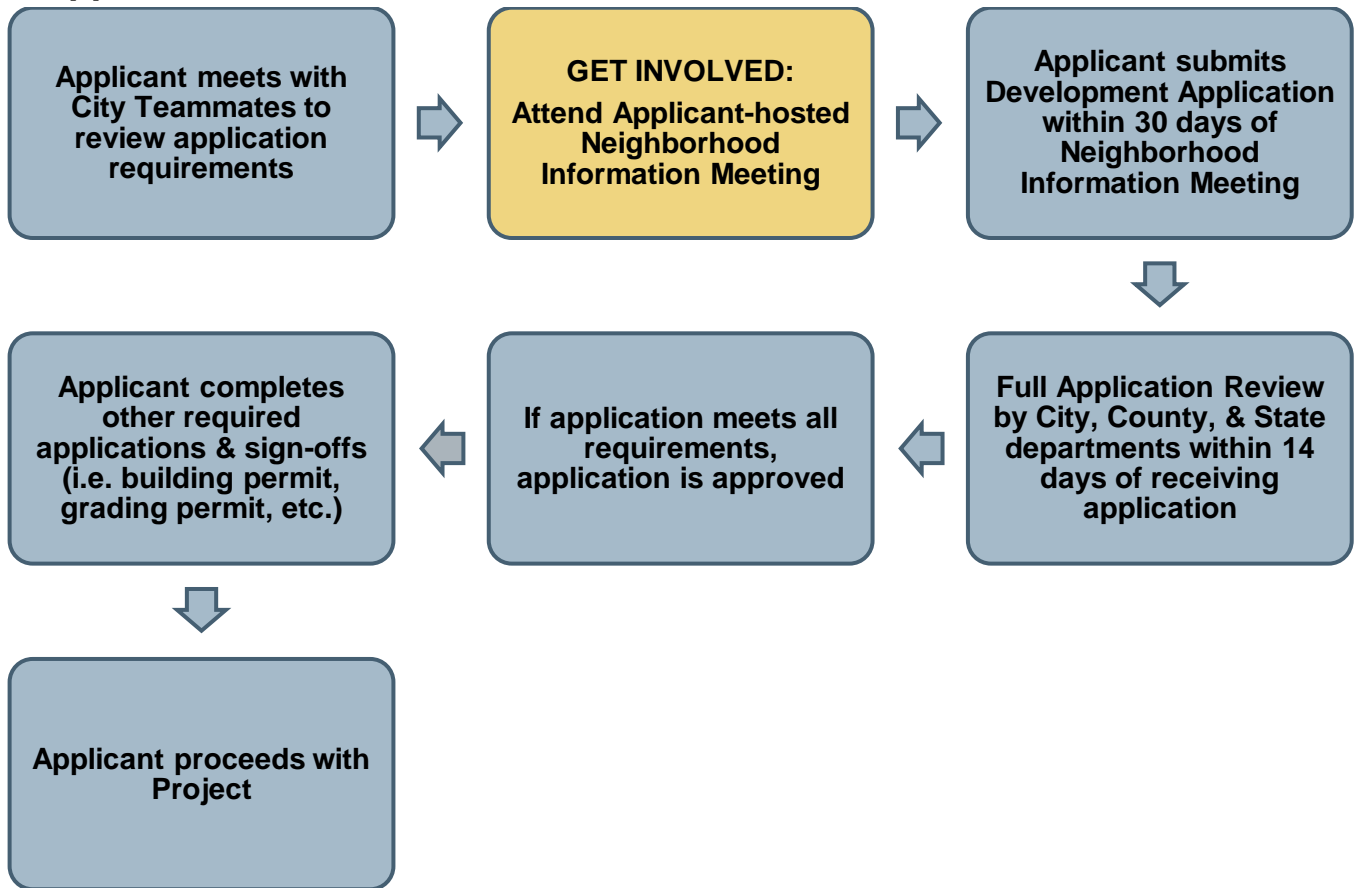 Applicant meets with
City Teammates to
review application
requirements
GET INVOLVED:
Attend Applicant-hosted
Neighborhood
Information Meeting
Applicant submits
Development Application
within 30 days of
Neighborhood
Information Meeting
Full Application Review
by City, County, & State
departments within 14
days of receiving
application
If application meets all
requirements,
application is approved
Applicant completes
other required
applications & sign-offs
(i.e. building permit,
grading permit, etc.)
Applicant proceeds with
Project